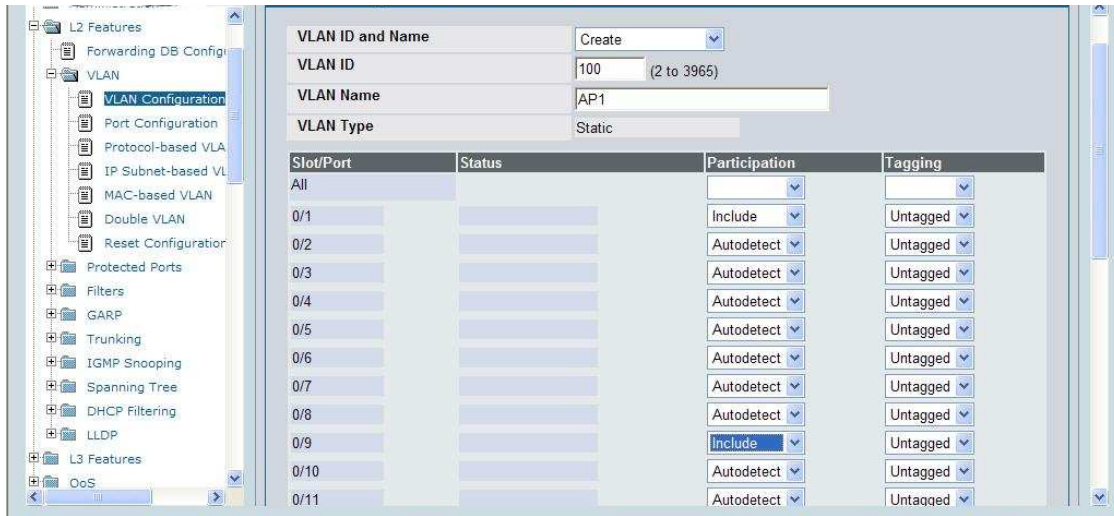 L2 Features
Forwarding DB Config
VLAN
VLAN Configuration
Port Configuration
Protocol-based VLA
IP Subnet-based VL
MAC-based VLAN
Double VLAN
Reset Configuration
Protected Ports
Filters
GARP
Trunking
IGMP Snooping
Spanning Tree
DHCP Filtering
LLDP
L3 Features
QoS
VLAN ID and Name Create
VLAN ID 100 (2 to 3965)
VLAN Name AP1
VLAN Type Static
Slot/Port Status Participation Tagging
All
0/1 Include Untagged
0/2 Autodetect Untagged
0/3 Autodetect Untagged
0/4 Autodetect Untagged
0/5 Autodetect Untagged
0/6 Autodetect Untagged
0/7 Autodetect Untagged
0/8 Autodetect Untagged
0/9 Include Untagged
0/10 Autodetect Untagged
0/11 Autodetect Untagged